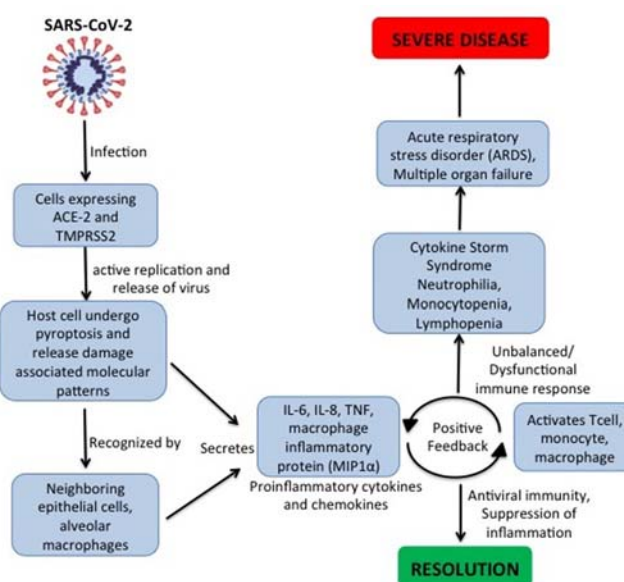 SARS-CoV-2
Infection
Cells expressing
ACE-2 and
TMPRSS2
active replication and
release of virus
Host cell undergo
pyroptosis and
release damage
associated molecular
patterns
Recognized by
Neighboring
epithelial cells,
alveolar
macrophages
Secretes
IL-6, IL-8, TNF,
macrophage
inflammatory
protein (MIP1α)
Proinflammatory cytokines
and chemokines
Positive
Feedback
Activates Tcell,
monocyte,
macrophage
Unbalanced/
Dysfunctional
immune response
Cytokine Storm
Syndrome
Neutrophilia,
Monocytopenia,
Lymphopenia
Acute respiratory
stress disorder (ARDS),
Multiple organ failure
SEVERE DISEASE
Antiviral immunity,
Suppression of
inflammation
RESOLUTION